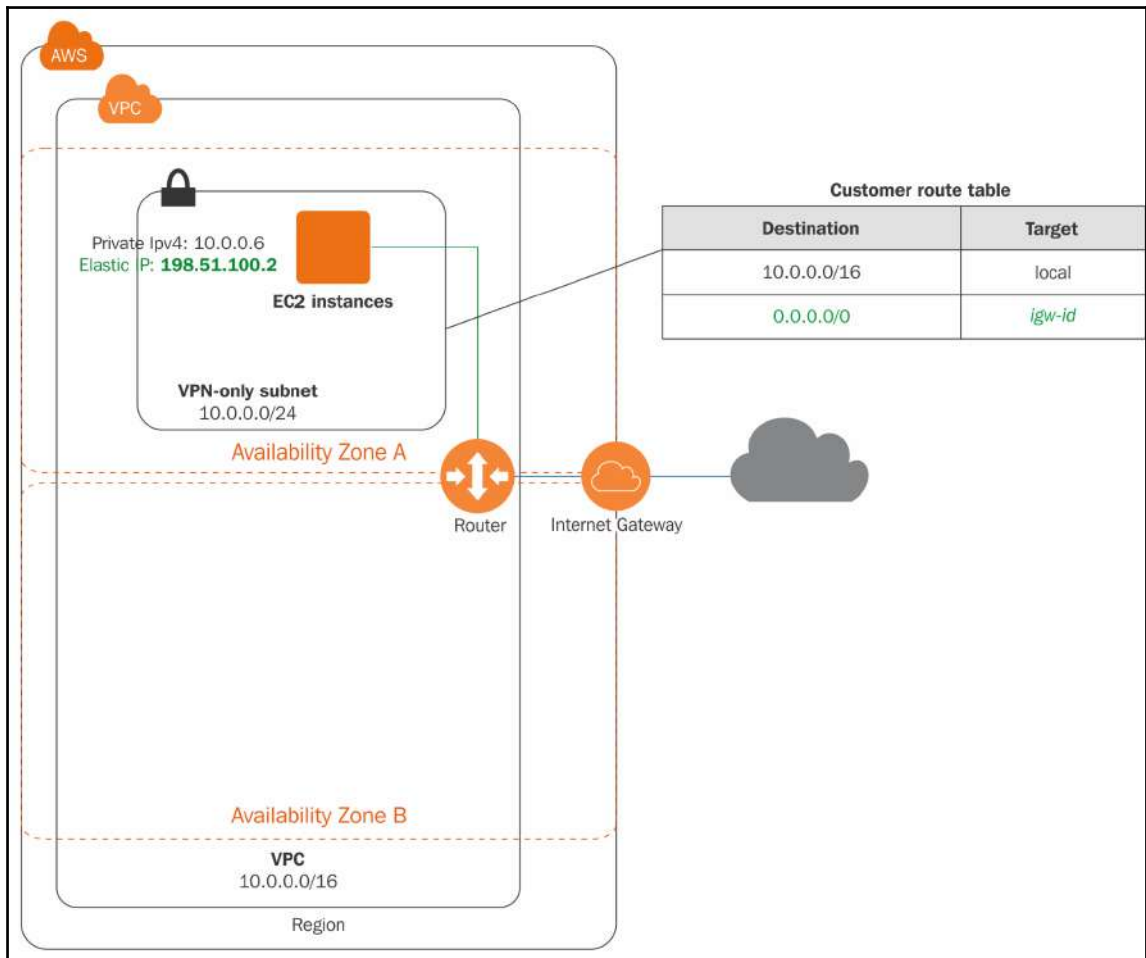 AWS
VPC
Private Ipv4: 10.0.0.6
Elastic IP: 198.51.100.2
EC2 instances
VPN-only subnet
10.0.0.0/24
Availability Zone A
Customer route table
Destination Target
10.0.0.0/16 local
0.0.0.0/0 igw-id
Router
Internet Gateway
Availability Zone B
VPC
10.0.0.0/16
Region